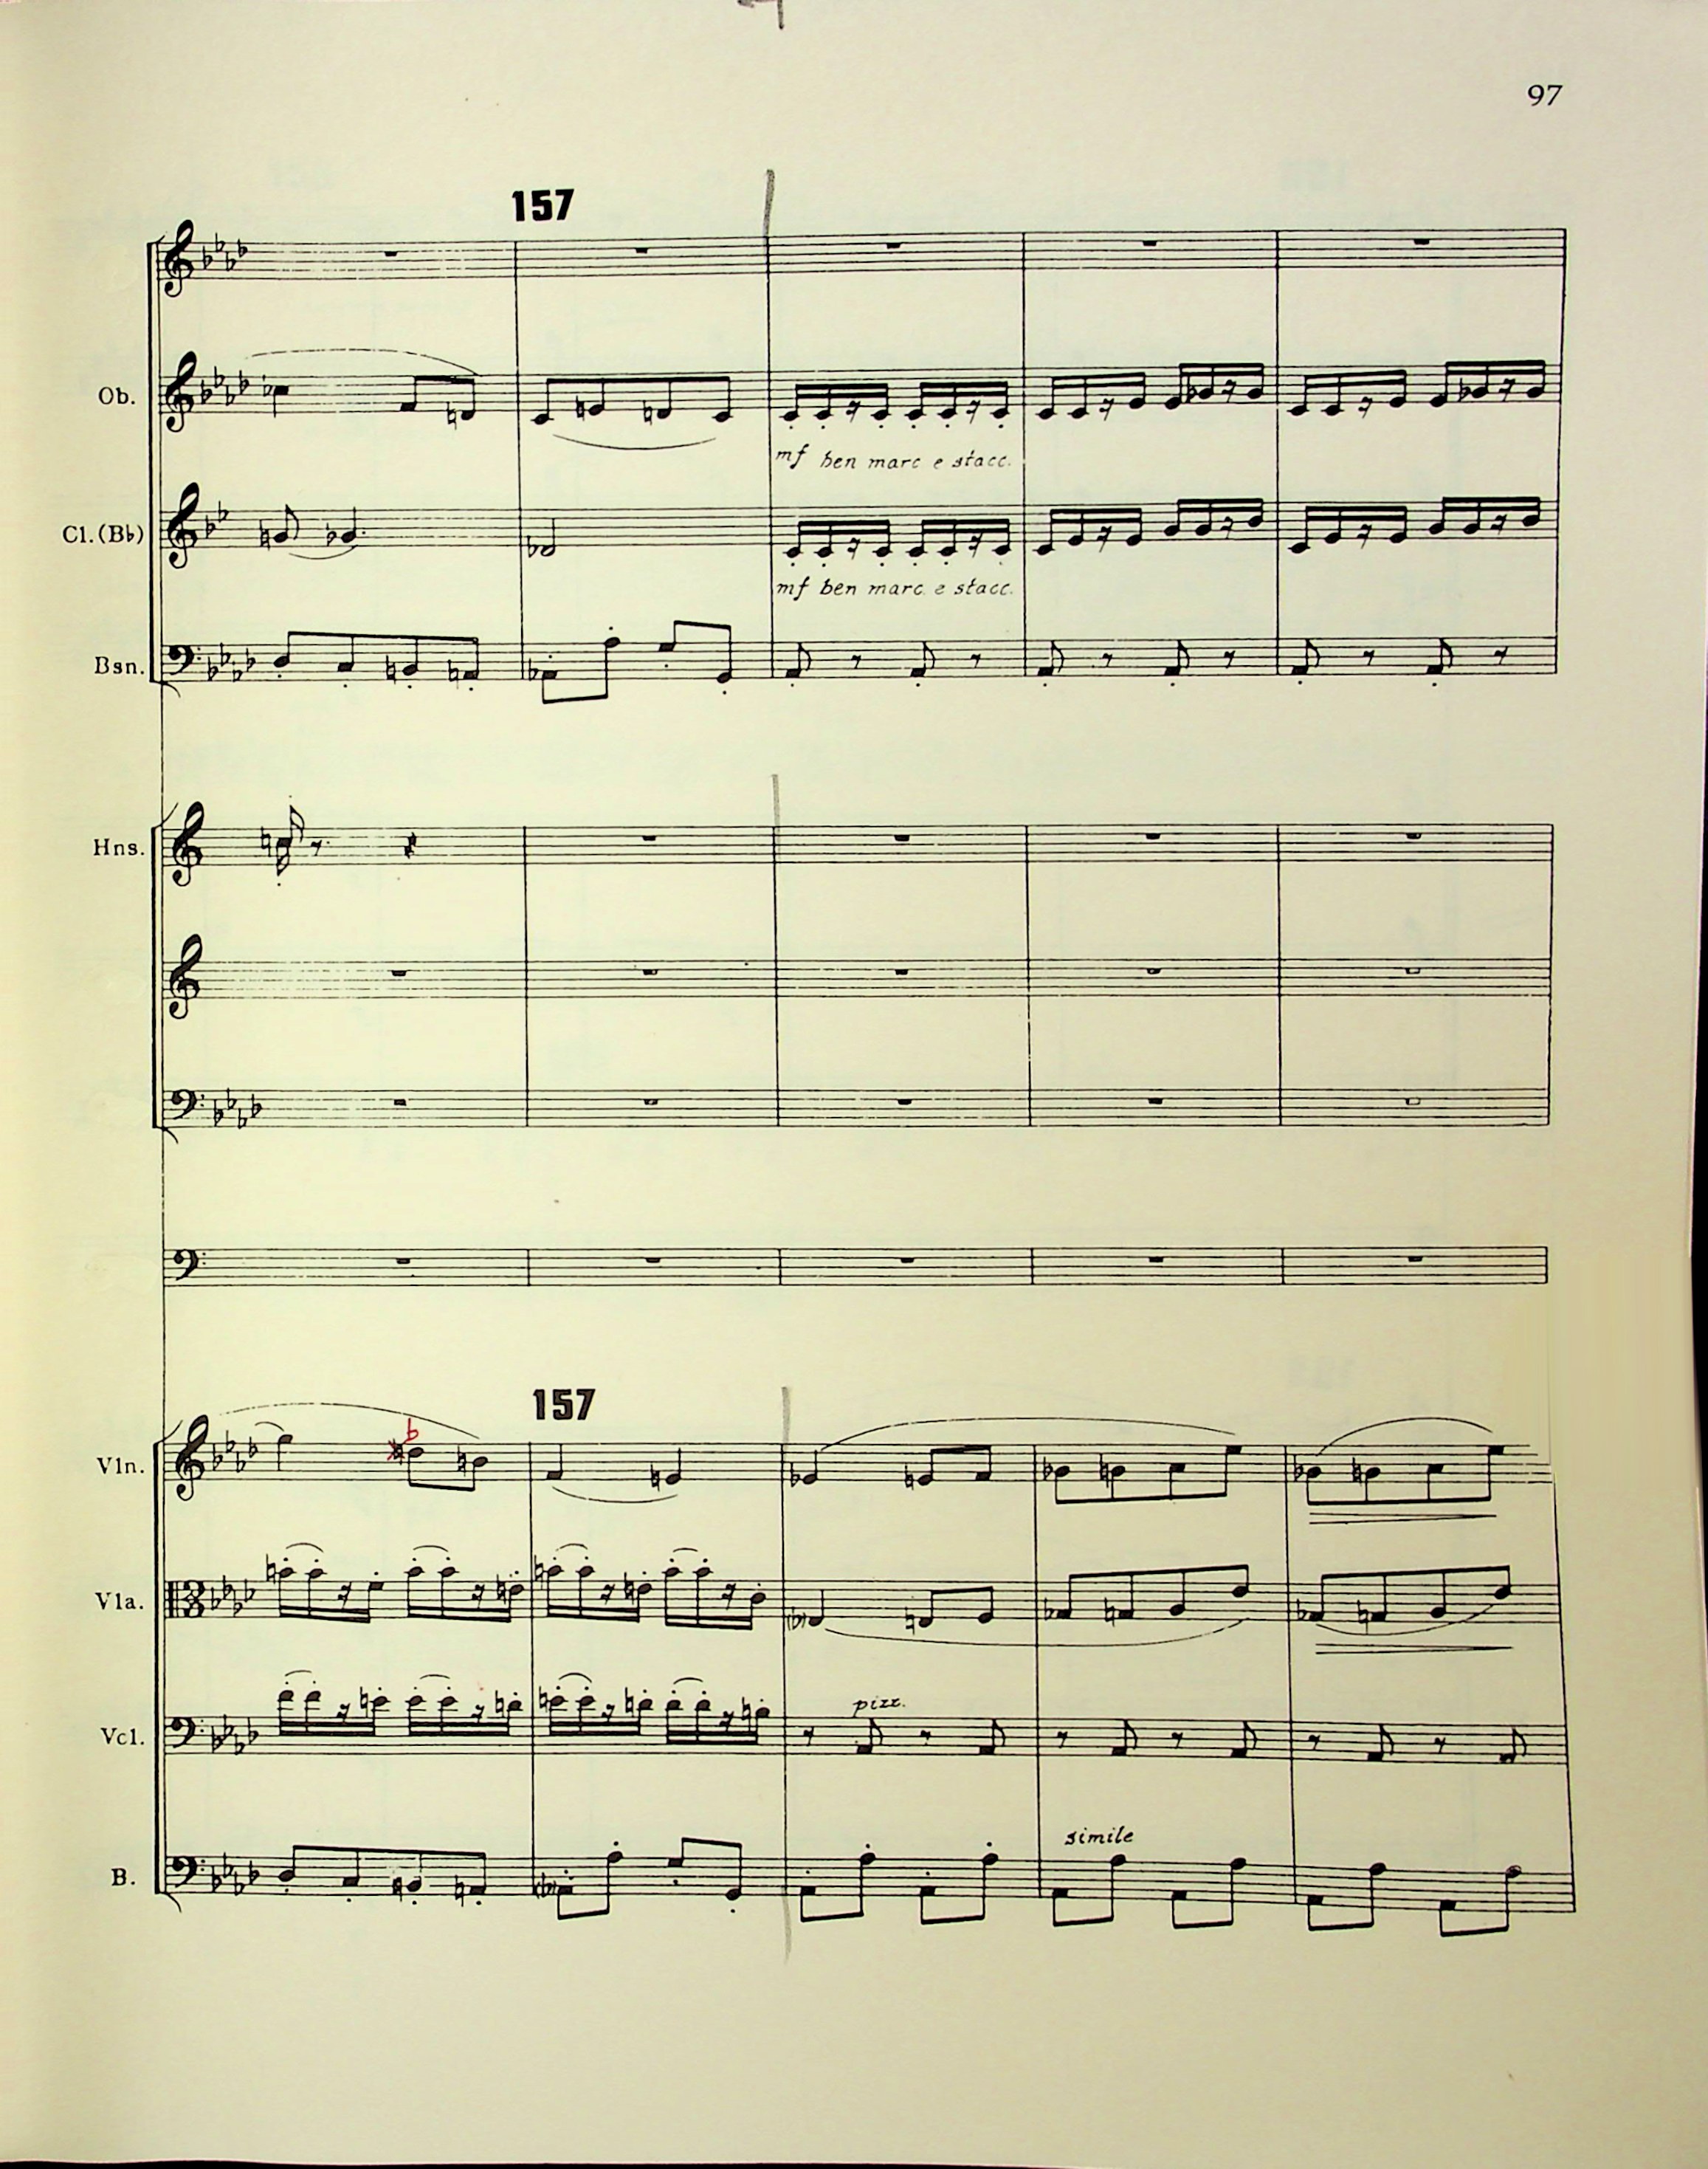 97
157
Ob.
mf ben marc e stacc.
Cl.(B♭)
mf ben marc. e stacc.
Bsn.
Hns.
157
b
Vln.
Vla.
pizz.
Vcl.
simile
B.